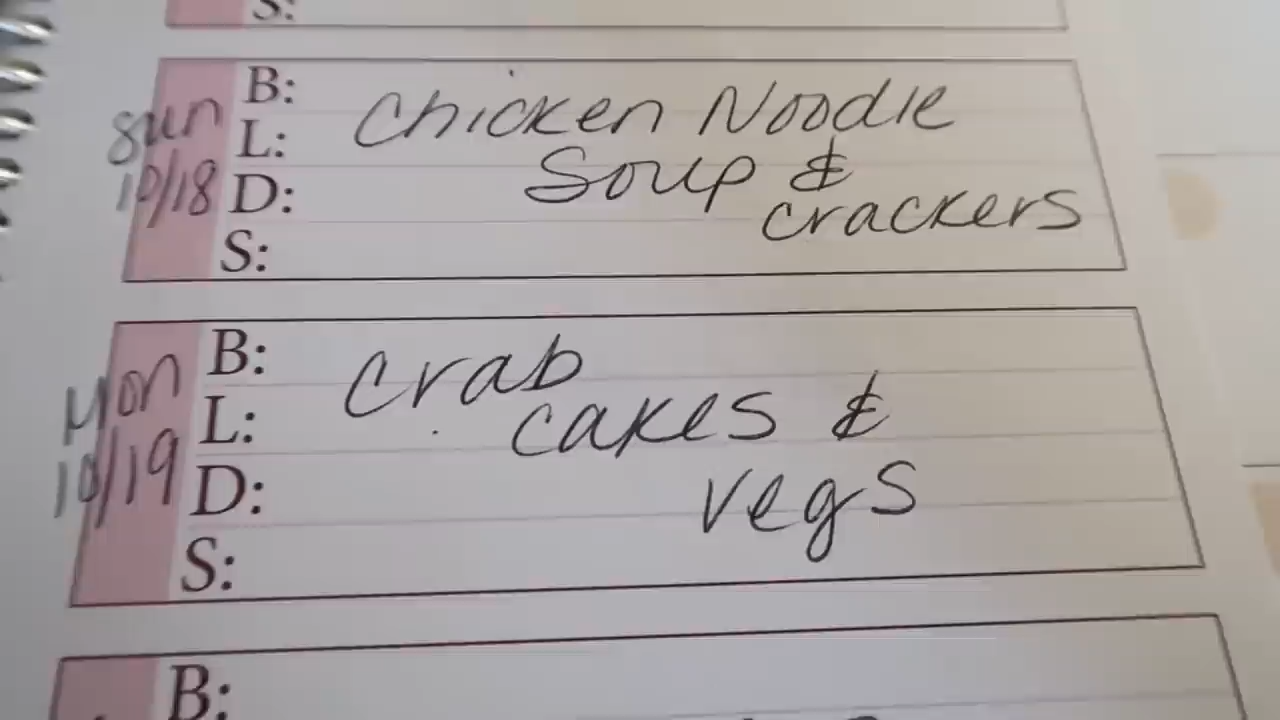 S:
Sun
10/18
B:
L:
D:
S:
Chicken Noodle
Soup &
crackers
Mon
10/19
B:
L:
D:
S:
Crab
cakes &
vegs
B: